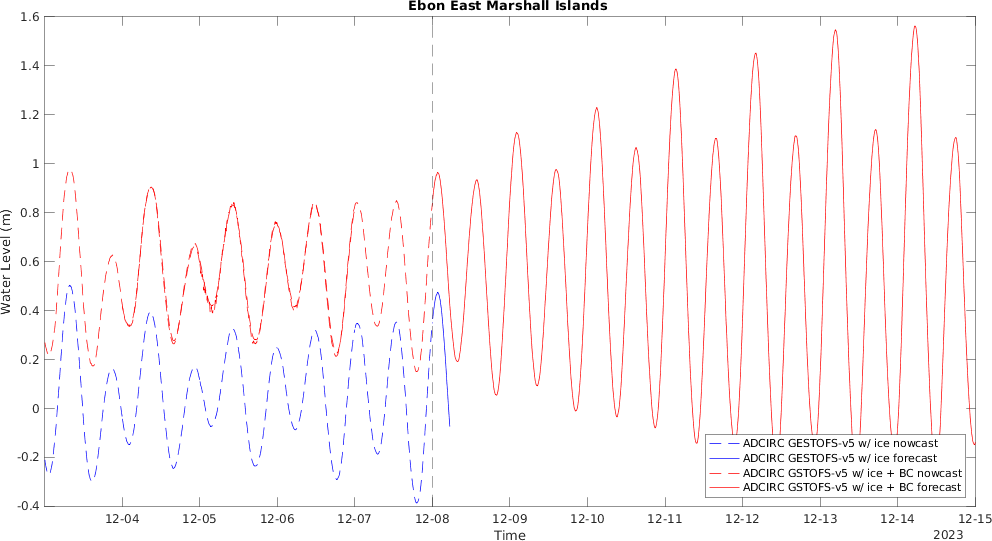 Ebon East Marshall Islands
1.6
1.4
1.2
1
0.8
0.6
0.4
0.2
0
-0.2
-0.4
Water Level (m)
ADCIRC GESTOFS-v5 w/ ice nowcast
ADCIRC GESTOFS-v5 w/ ice forecast
ADCIRC GSTOFS-v5 w/ ice + BC nowcast
ADCIRC GSTOFS-v5 w/ ice + BC forecast
12-04 12-05 12-06 12-07 12-08 12-09 12-10 12-11 12-12 12-13 12-14 12-15
Time
2023